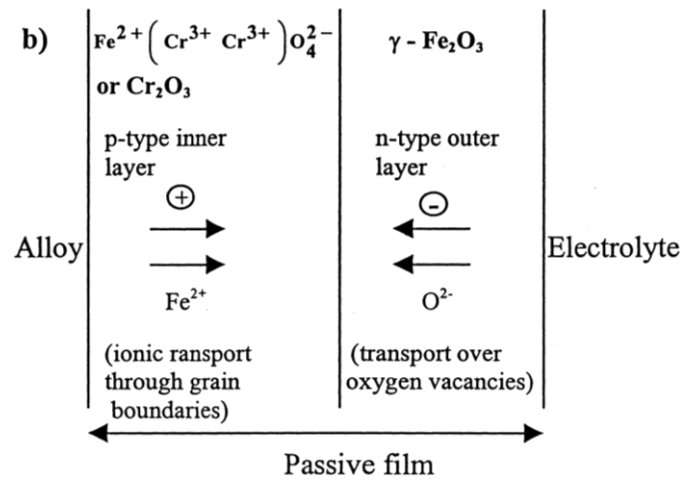 b)
Fe²⁺(Cr³⁺ Cr³⁺)O₄²⁻
or Cr₂O₃
γ - Fe₂O₃
p-type inner
layer
+
Fe²⁺
(ionic ransport
through grain
boundaries)
n-type outer
layer
-
O²⁻
(transport over
oxygen vacancies)
Alloy
Electrolyte
Passive film